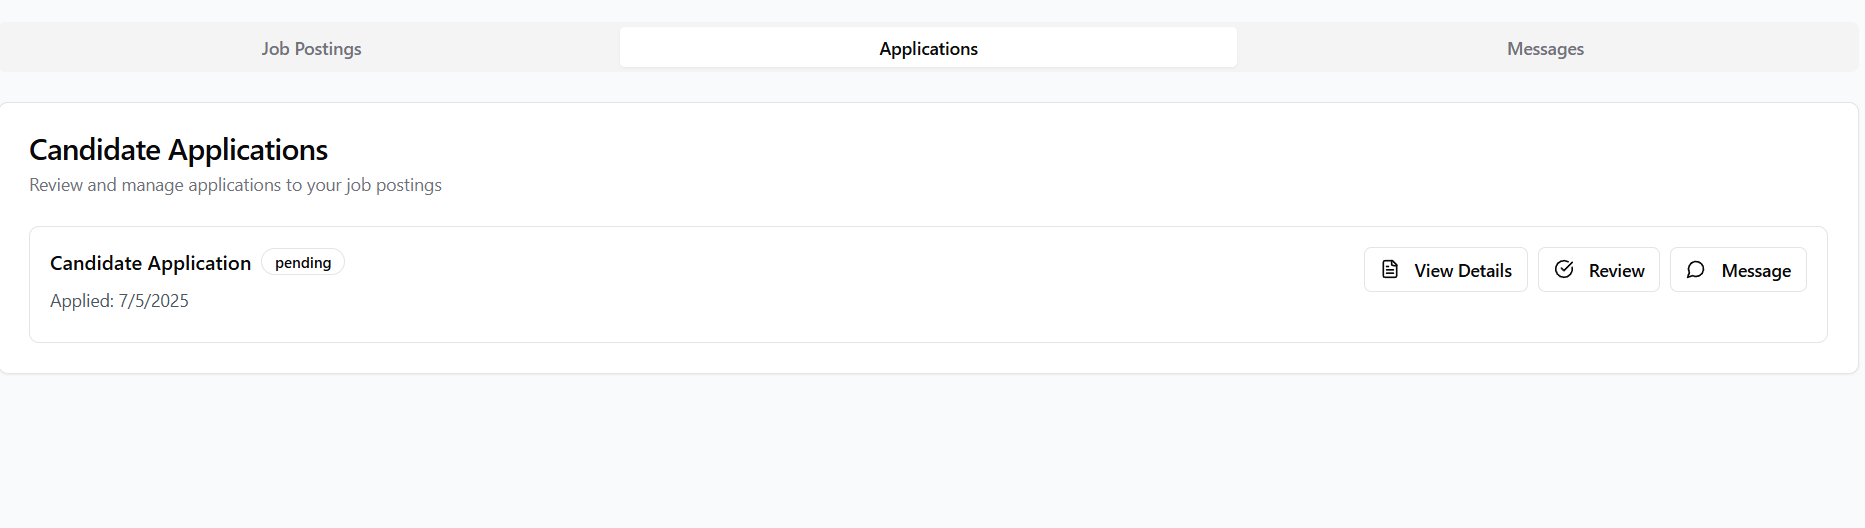 Job Postings
Applications
Messages
Candidate Applications
Review and manage applications to your job postings
Candidate Application pending
View Details
Review
Message
Applied: 7/5/2025